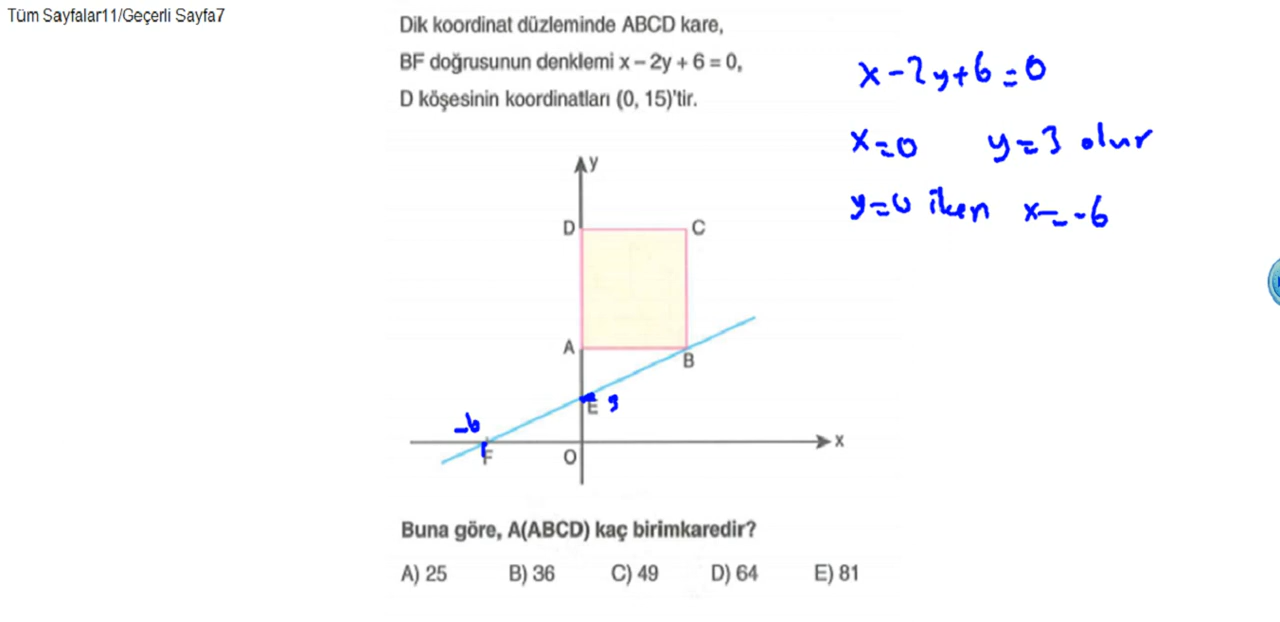 Tüm Sayfalar11/Geçerli Sayfa7
Dik koordinat düzleminde ABCD kare,
BF doğrusunun denklemi x – 2y + 6 = 0,
D köşesinin koordinatları (0, 15)'tir.
x-2y+6=0
x=0 y=3 olur
y=0 iken x=-6
y
D
C
A
B
E 3
-6
F
O
x
Buna göre, A(ABCD) kaç birimkaredir?
A) 25 B) 36 C) 49 D) 64 E) 81